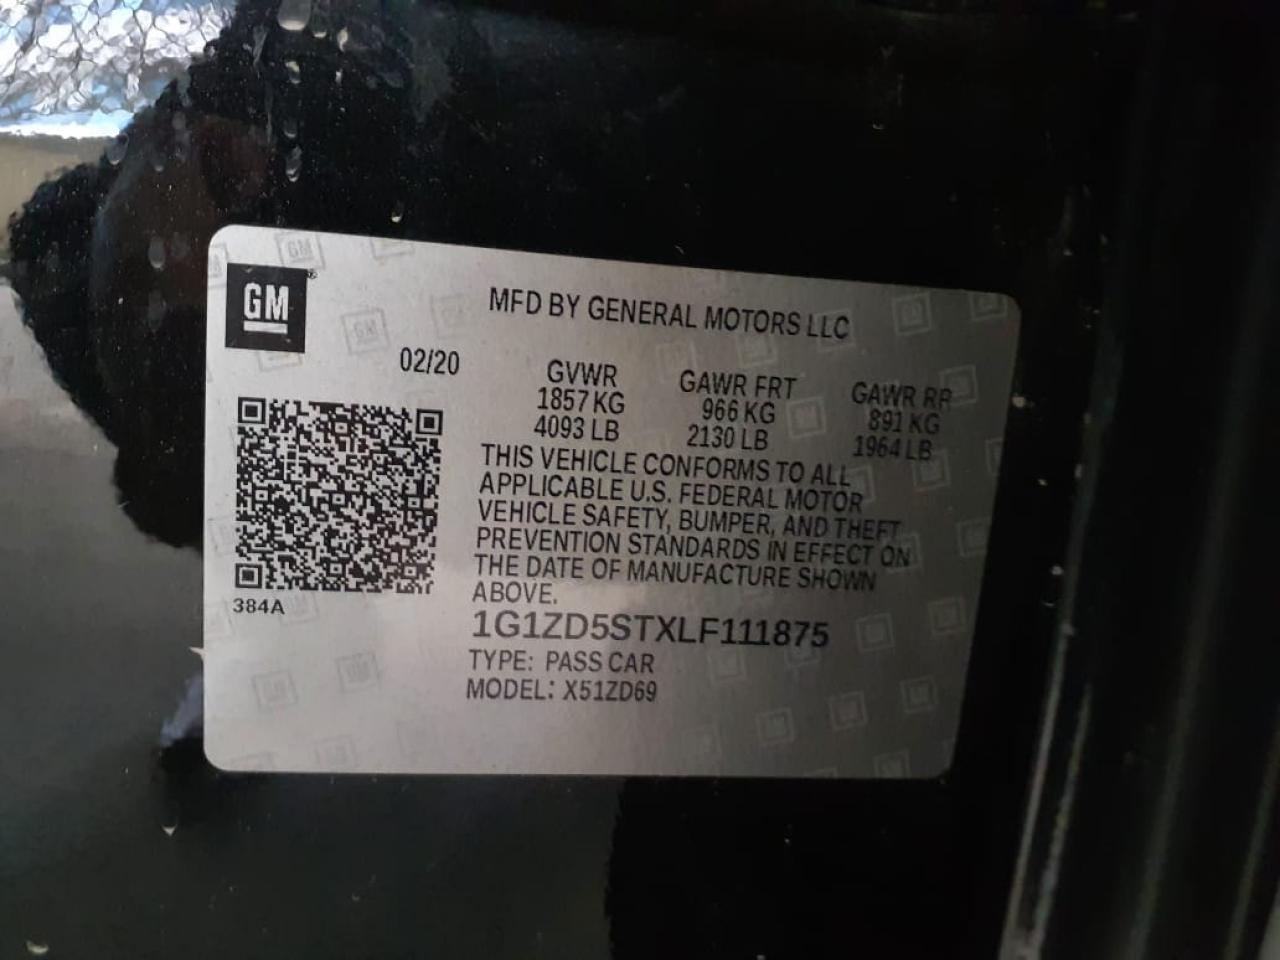 GM
MFD BY GENERAL MOTORS LLC
02/20
GVWR GAWR FRT GAWR RR
1857 KG 966 KG 891 KG
4093 LB 2130 LB 1964 LB
THIS VEHICLE CONFORMS TO ALL
APPLICABLE U.S. FEDERAL MOTOR
VEHICLE SAFETY, BUMPER, AND THEFT
PREVENTION STANDARDS IN EFFECT ON
THE DATE OF MANUFACTURE SHOWN
ABOVE.
384A
1G1ZD5STXLF111875
TYPE: PASS CAR
MODEL: X51ZD69